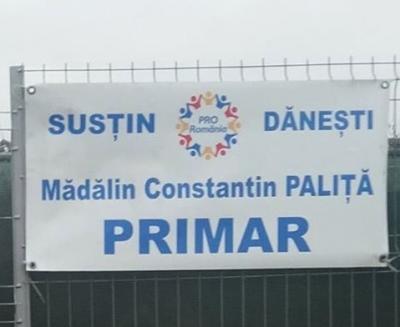 SUSȚIN PRO România DĂNEȘTI
Mădălin Constantin PALIȚĂ
PRIMAR